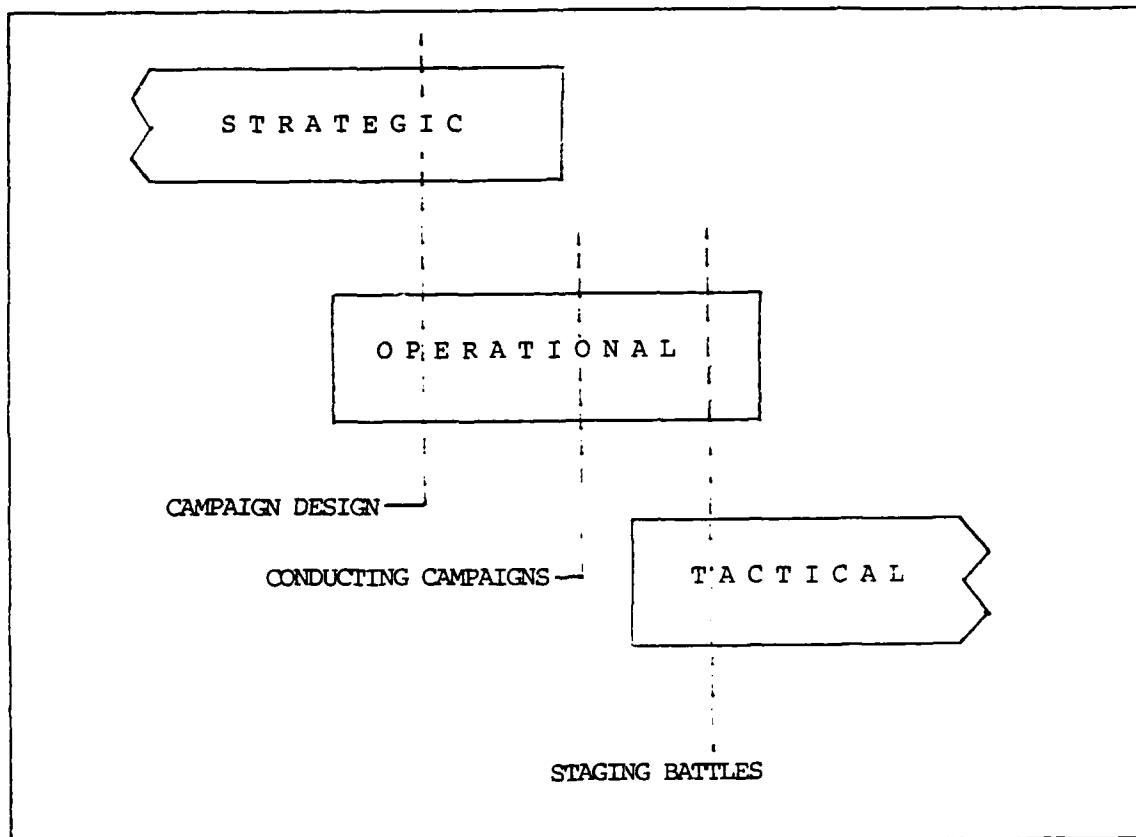 STRATEGIC
OPERATIONAL
CAMPAIGN DESIGN
CONDUCTING CAMPAIGNS
TACTICAL
STAGING BATTLES